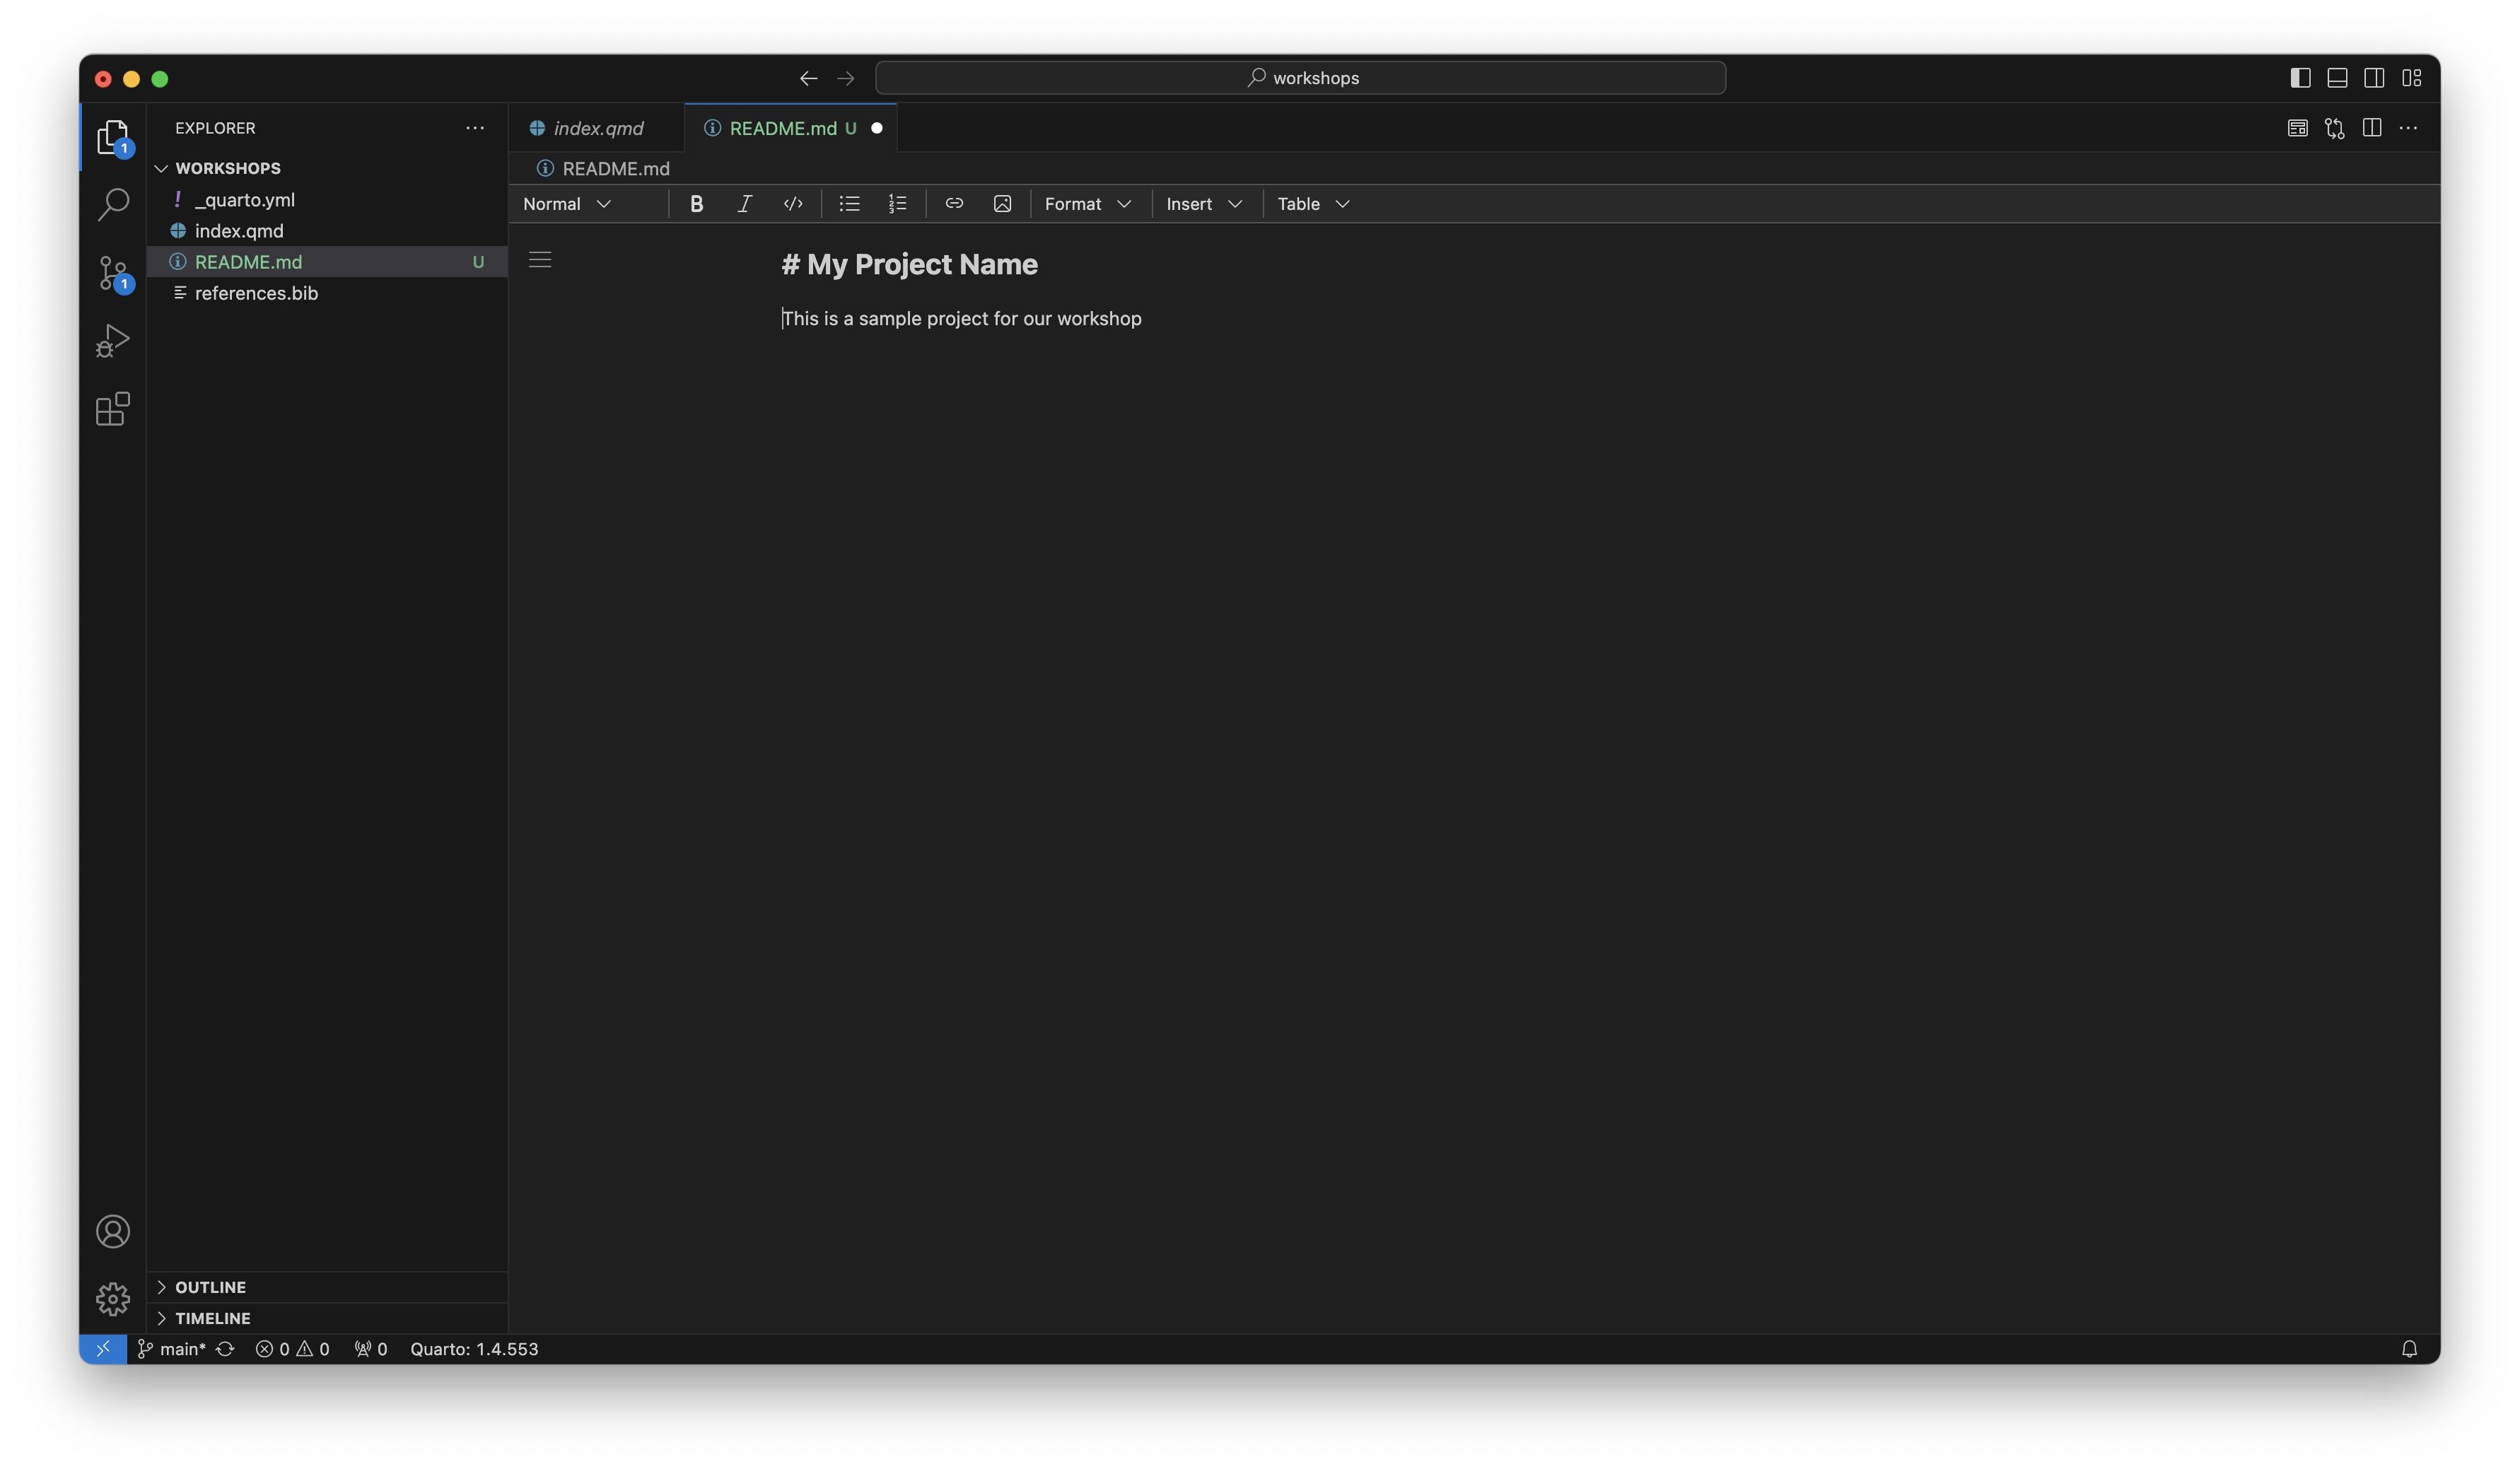 workshops
EXPLORER
1
WORKSHOPS
_quarto.yml
index.qmd
README.md U
references.bib
1
index.qmd
README.md U
README.md
Normal B I </> Format Insert Table
# My Project Name
This is a sample project for our workshop
OUTLINE
TIMELINE
main* 0 0 0 Quarto: 1.4.553